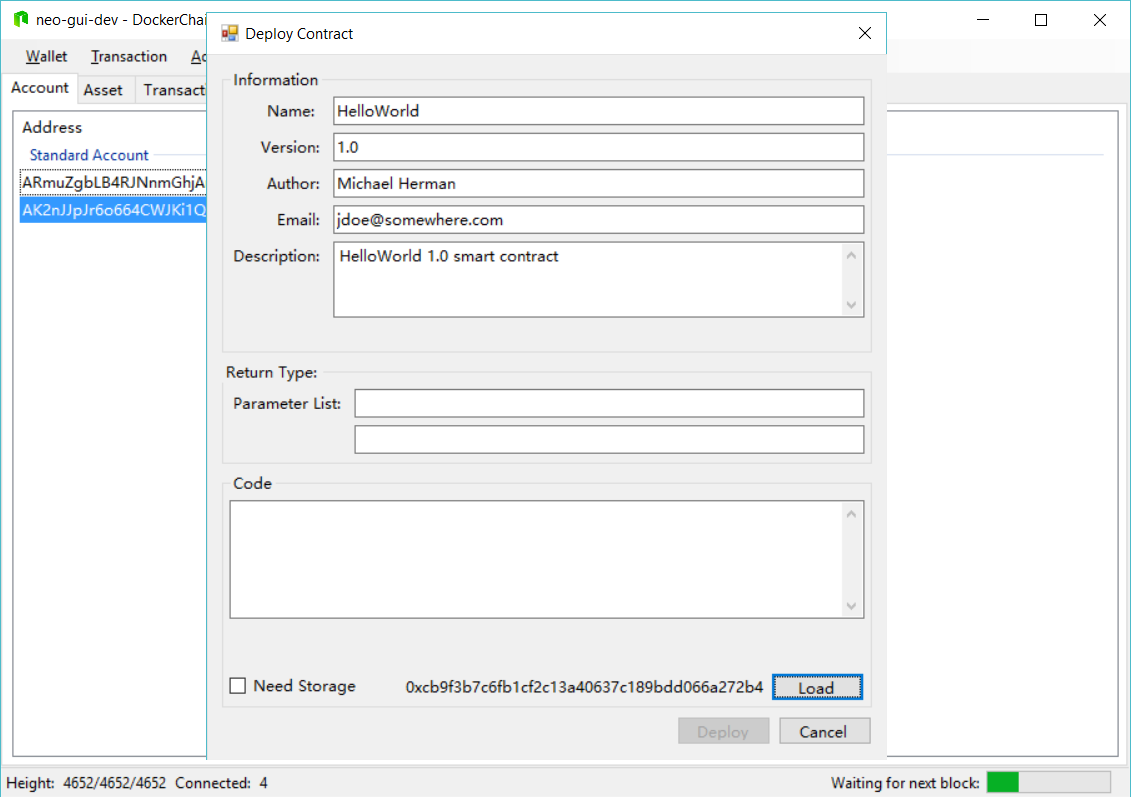 neo-gui-dev - DockerChai
Deploy Contract
Wallet Transaction Ac
Account Asset Transact
Address
Standard Account
ARmuZgbLB4RJNnmGhjA
AK2nJJpJr6o664CWJKi1Q
Information
Name: HelloWorld
Version: 1.0
Author: Michael Herman
Email: jdoe@somewhere.com
Description: HelloWorld 1.0 smart contract
Return Type:
Parameter List:
Code
Need Storage 0xcb9f3b7c6fb1cf2c13a40637c189bdd066a272b4 Load
Deploy Cancel
Height: 4652/4652/4652 Connected: 4 Waiting for next block: